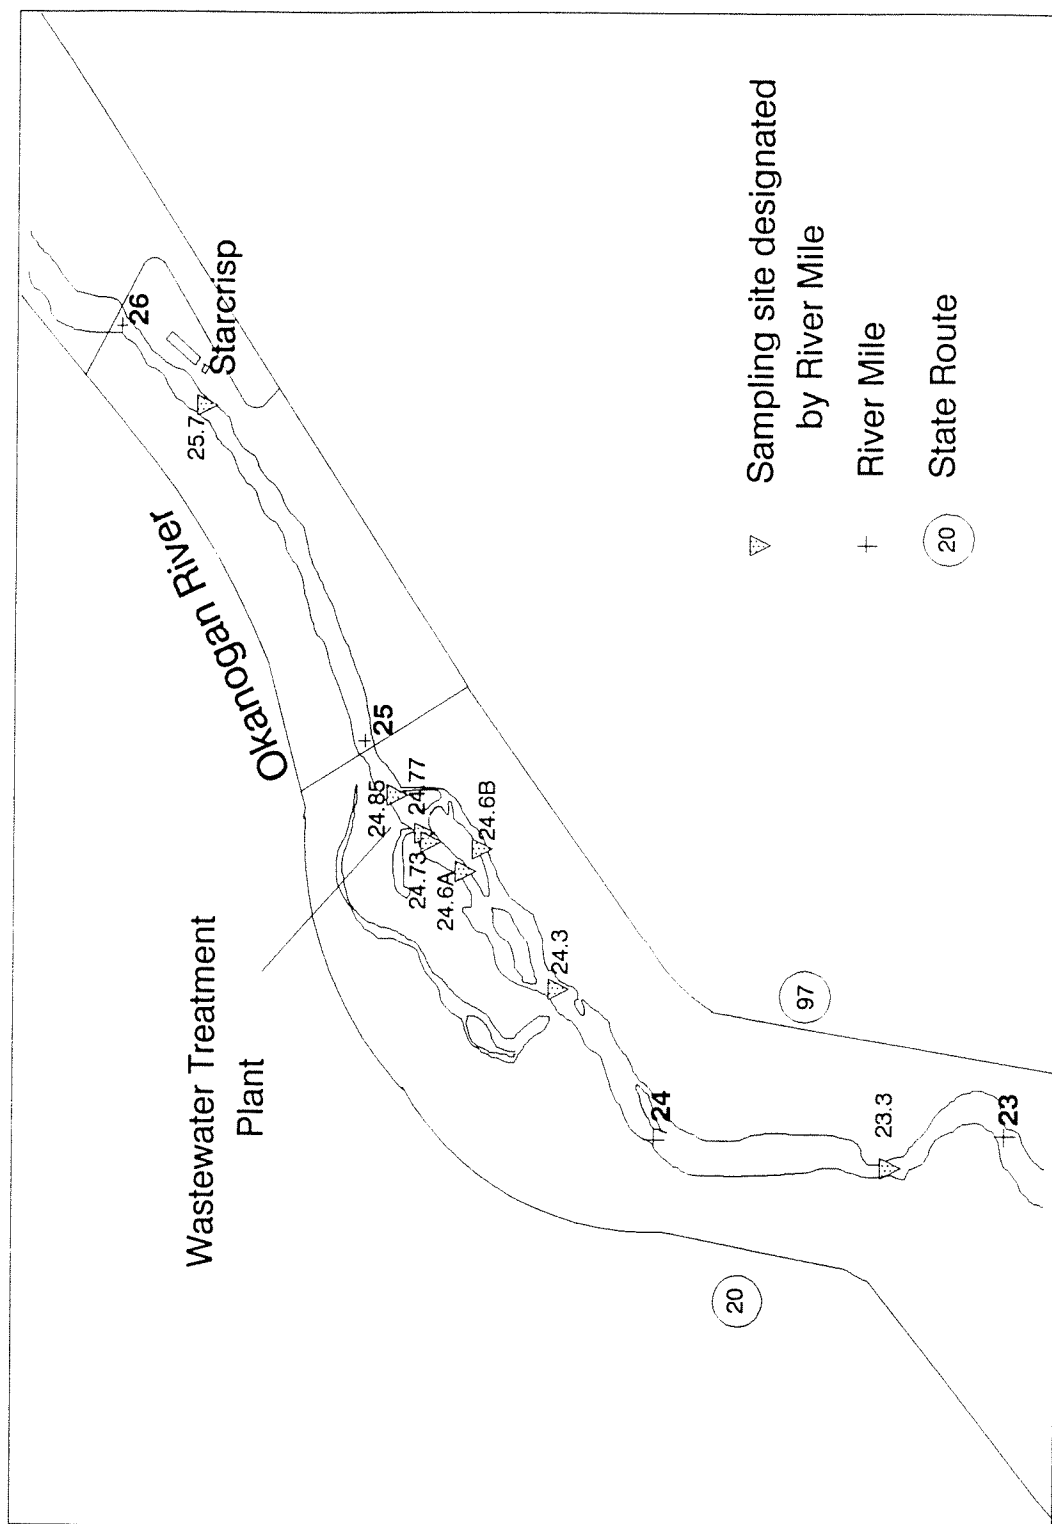 Okanogan River
26
Starcrisp
25.7
25
24.85
24.77
24.73
24.6A
24.6B
24.3
Wastewater Treatment
Plant
24
97
23.3
23
20
Sampling site designated
by River Mile
River Mile
20
State Route